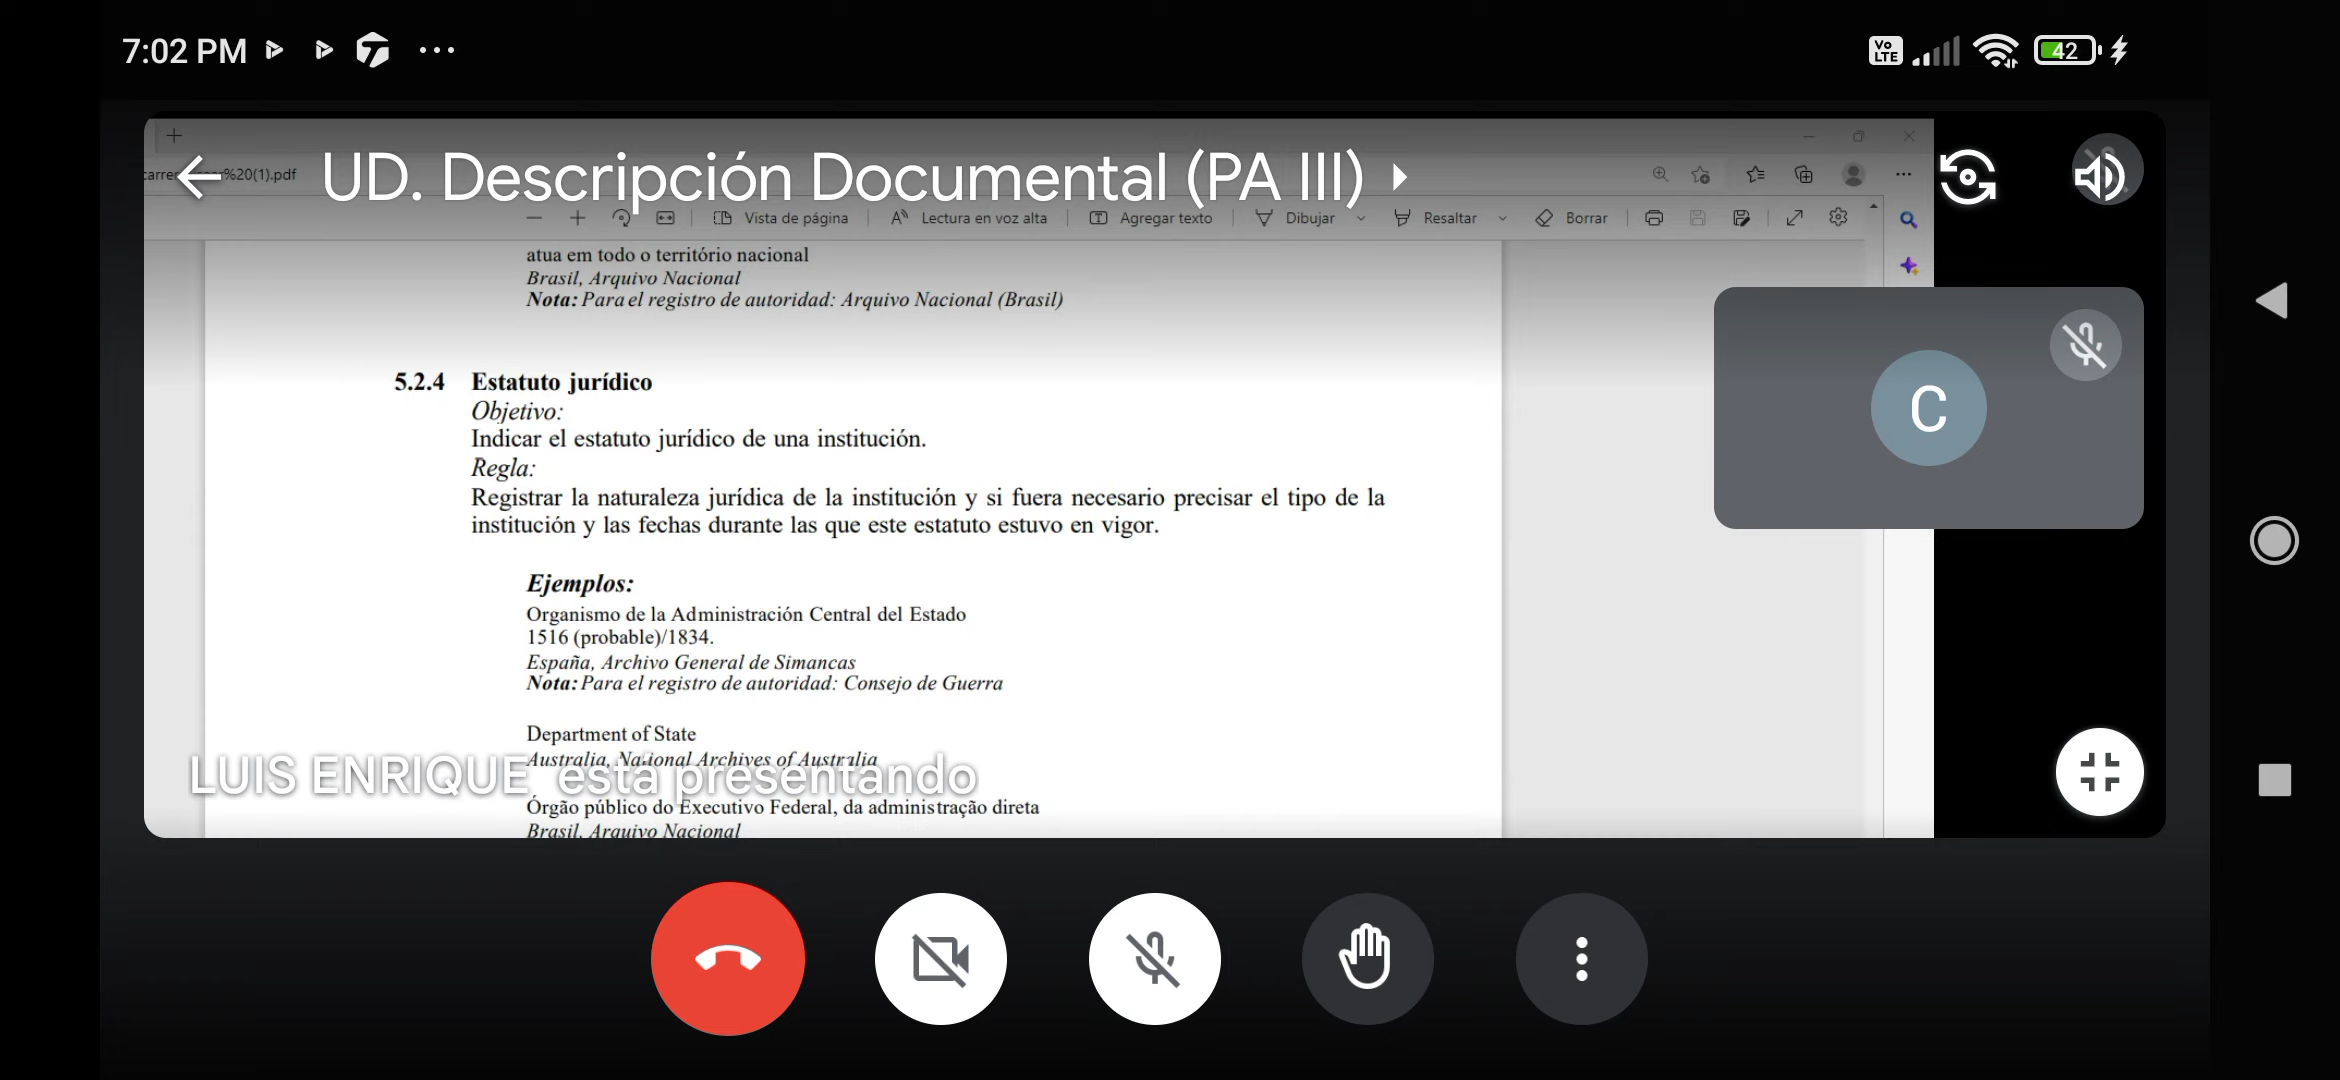 7:02 PM
Vo LTE
42
carre
%20(1).pdf
UD. Descripción Documental (PA III)
Vista de página
Lectura en voz alta
Agregar texto
Dibujar
Resaltar
Borrar
atua em todo o território nacional
Brasil, Arquivo Nacional
Nota: Para el registro de autoridad: Arquivo Nacional (Brasil)
C
5.2.4 Estatuto jurídico
Objetivo:
Indicar el estatuto jurídico de una institución.
Regla:
Registrar la naturaleza jurídica de la institución y si fuera necesario precisar el tipo de la
institución y las fechas durante las que este estatuto estuvo en vigor.
Ejemplos:
Organismo de la Administración Central del Estado
1516 (probable)/1834.
España, Archivo General de Simancas
Nota: Para el registro de autoridad: Consejo de Guerra
Department of State
Australia, National Archives of Australia
LUIS ENRIQUE está presentando
Órgão público do Executivo Federal, da administração direta
Brasil, Arquivo Nacional